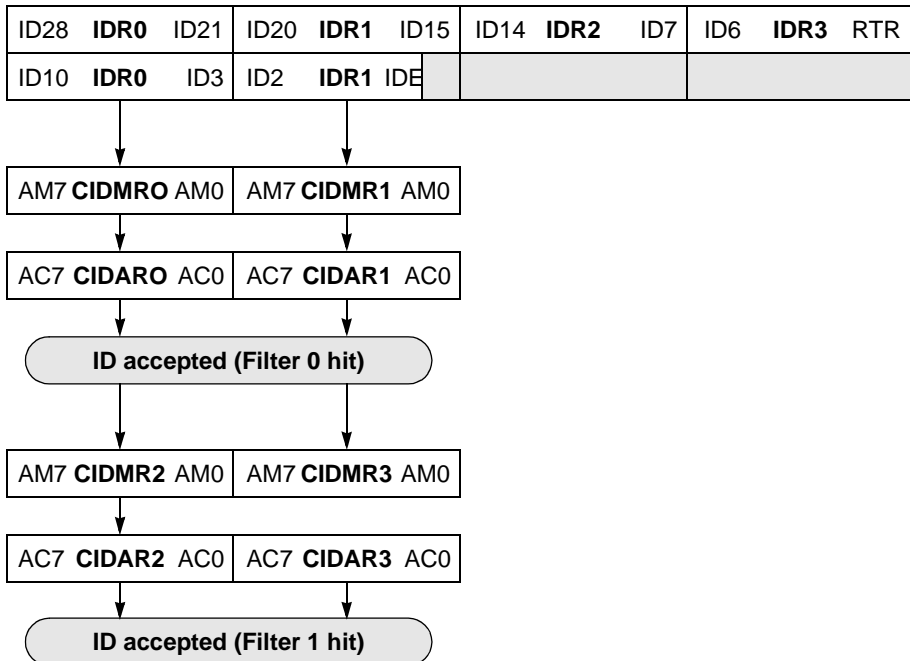 ID28 IDR0 ID21 ID20 IDR1 ID15 ID14 IDR2 ID7 ID6 IDR3 RTR
ID10 IDR0 ID3 ID2 IDR1 IDE
AM7 CIDMRO AM0 AM7 CIDMR1 AM0
AC7 CIDARO AC0 AC7 CIDAR1 AC0
ID accepted (Filter 0 hit)
AM7 CIDMR2 AM0 AM7 CIDMR3 AM0
AC7 CIDAR2 AC0 AC7 CIDAR3 AC0
ID accepted (Filter 1 hit)